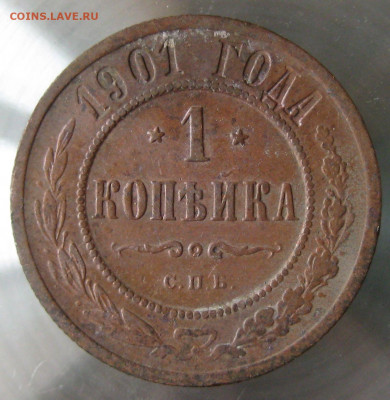 COINS.LAVE.RU
1901 ГОДА
* 1 *
КОПѢЙКА
С.П.Б.